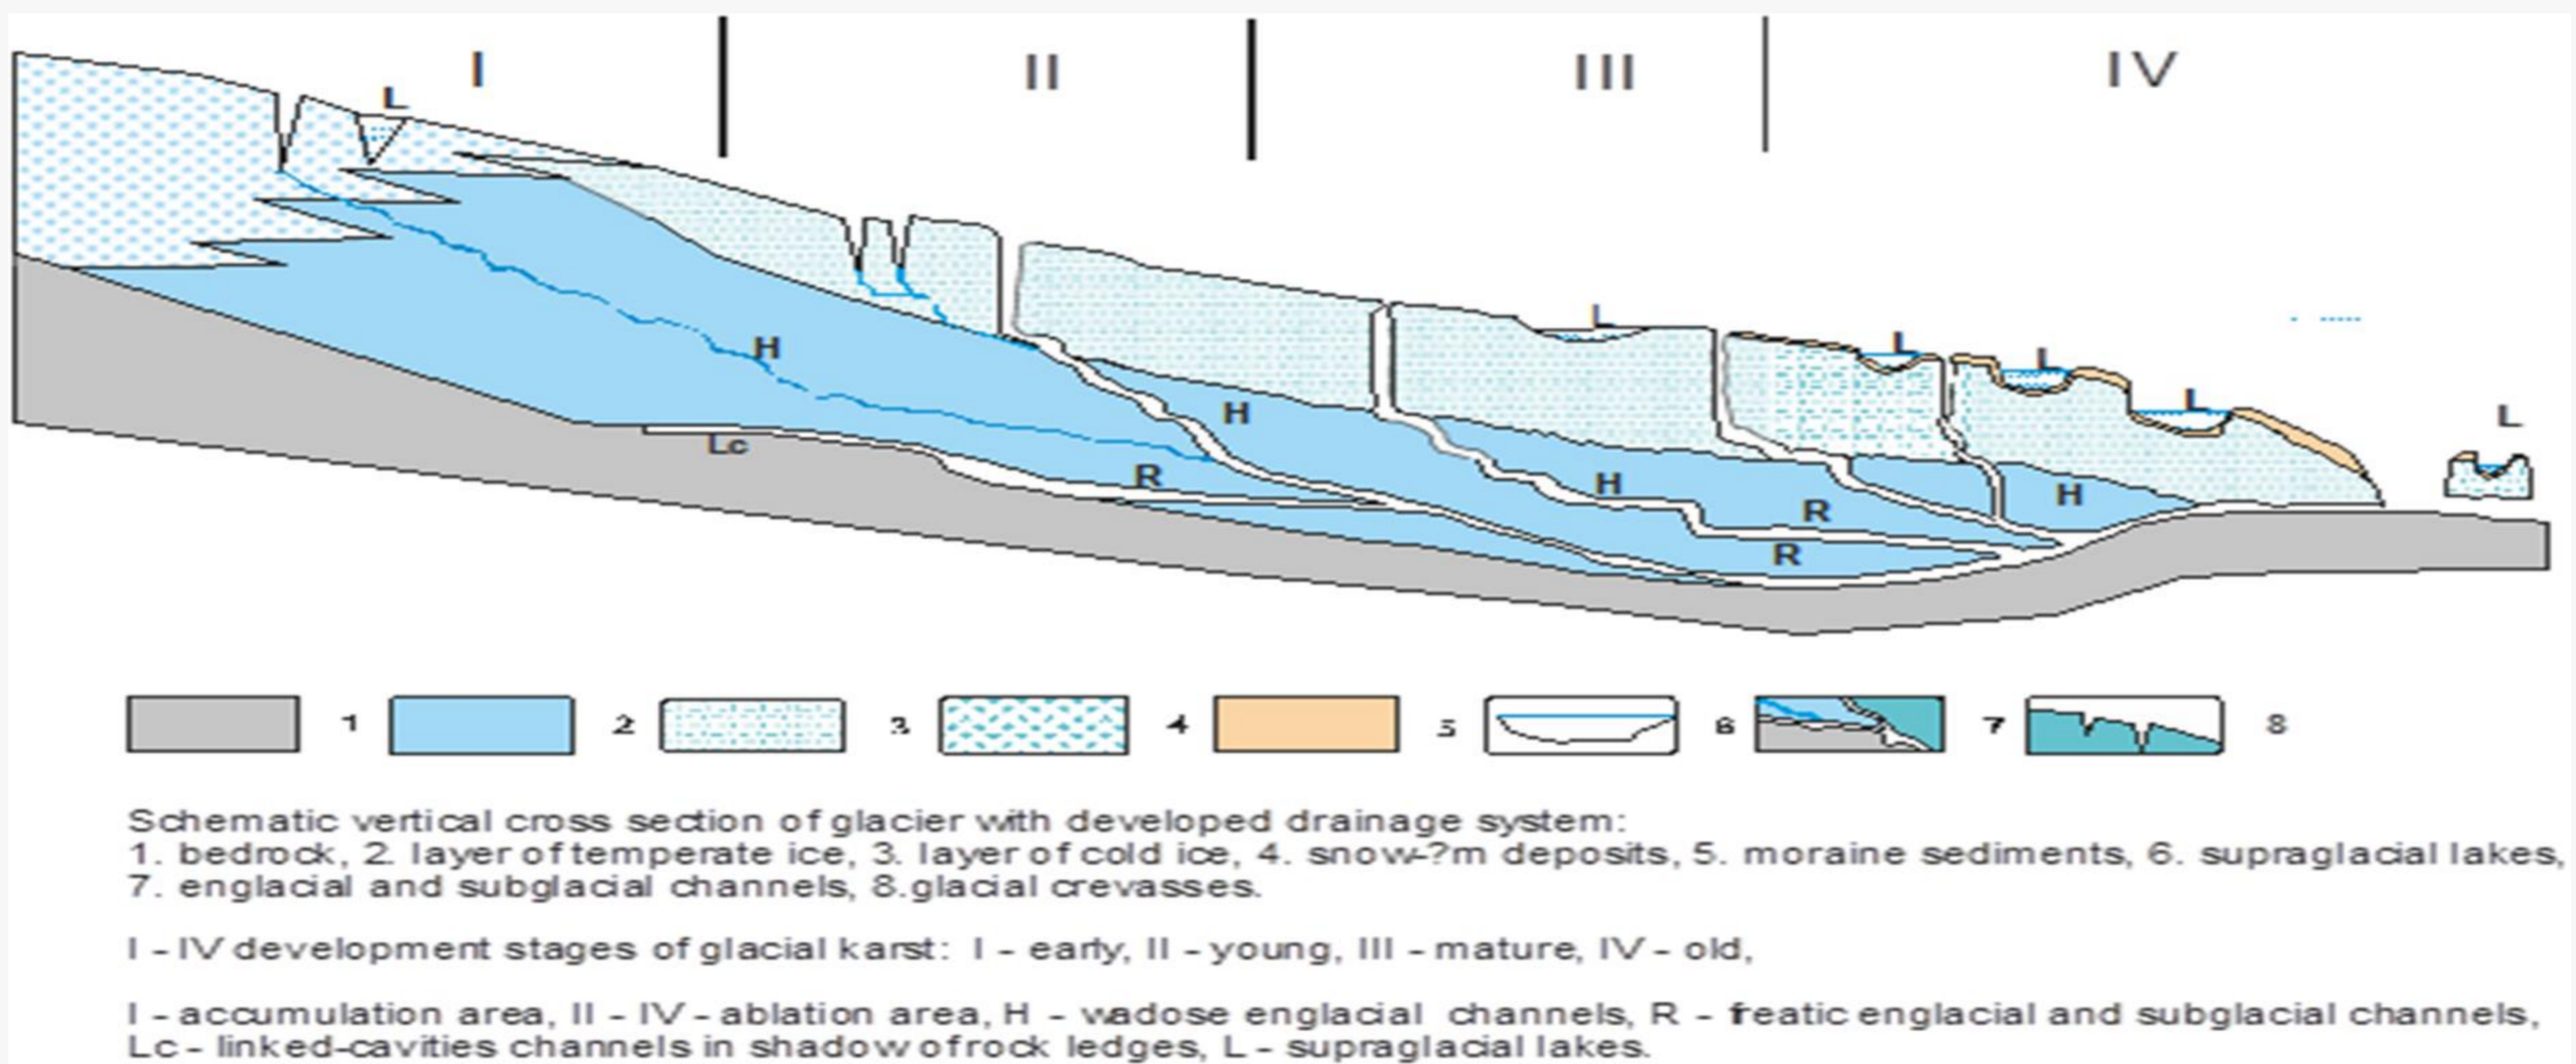 I II III IV
L
L
L
L
L
L
H
H
Lc
R
H
R
H
R
1 2 3 4 5 6 7 8
Schematic vertical cross section of glacier with developed drainage system:
1. bedrock, 2. layer of temperate ice, 3. layer of cold ice, 4. snow-?m deposits, 5. moraine sediments, 6. supraglacial lakes,
7. englacial and subglacial channels, 8.glacial crevasses.
I - IV development stages of glacial karst: I - early, II - young, III - mature, IV - old,
I - accumulation area, II - IV - ablation area, H - wadose englacial channels, R - freatic englacial and subglacial channels,
Lc - linked-cavities channels in shadow of rock ledges, L - supraglacial lakes.